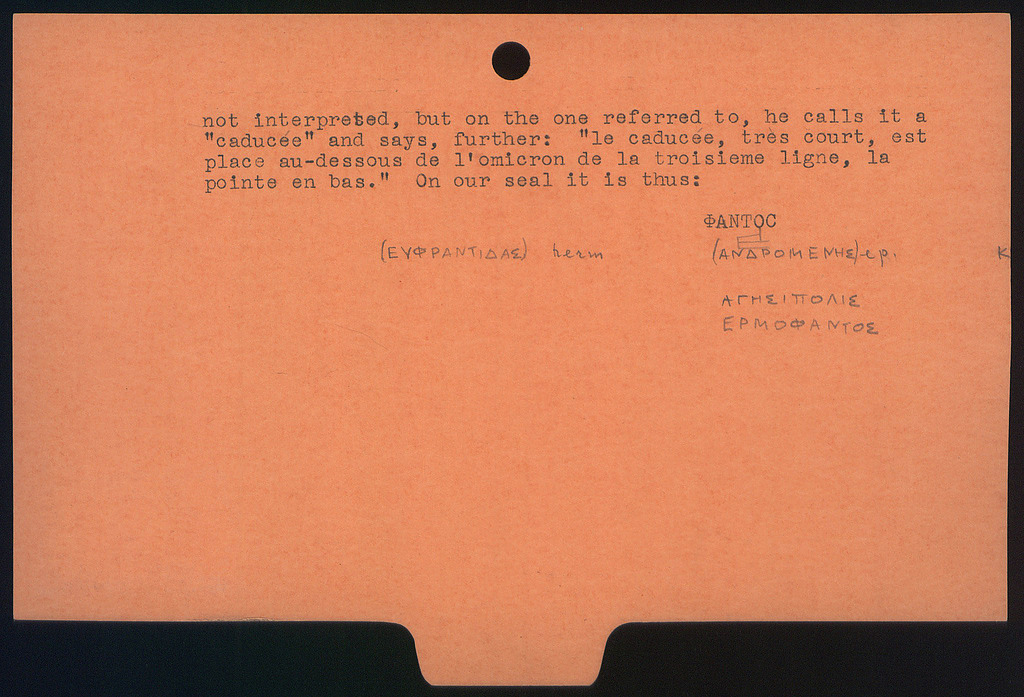 not interpreted, but on the one referred to, he calls it a
"caducée" and says, further: "le caducée, très court, est
place au-dessous de l'omicron de la troisieme ligne, la
pointe en bas." On our seal it is thus:
ΦΑΝΤΟC
(ΕΥΦΡΑΝΤΙΔΑΣ) herm (ΑΝΔΡΟΜΕΝΗΣ)-ep. K
ΑΓΗΣΙΠΟΛΙΣ
ΕΡΜΟΦΑΝΤΟΣ